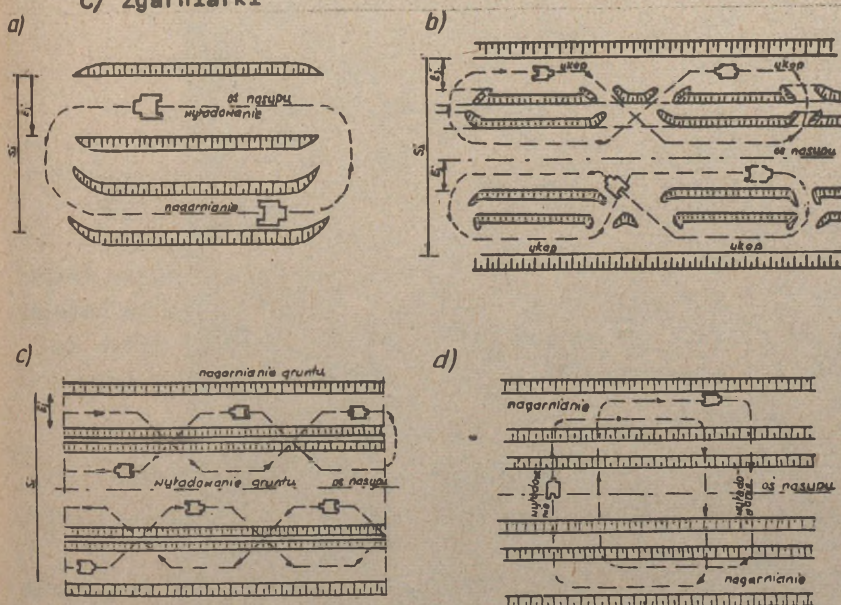 c) Zgarniarki
a)
oś nasypu
wyładowanie
nagarnianie
b)
ukop
ukop
oś nasypu
ukop
ukop
c)
nagarnianie gruntu
wyładowanie gruntu
oś nasypu
d)
nagarnianie
oś nasypu
nagarnianie